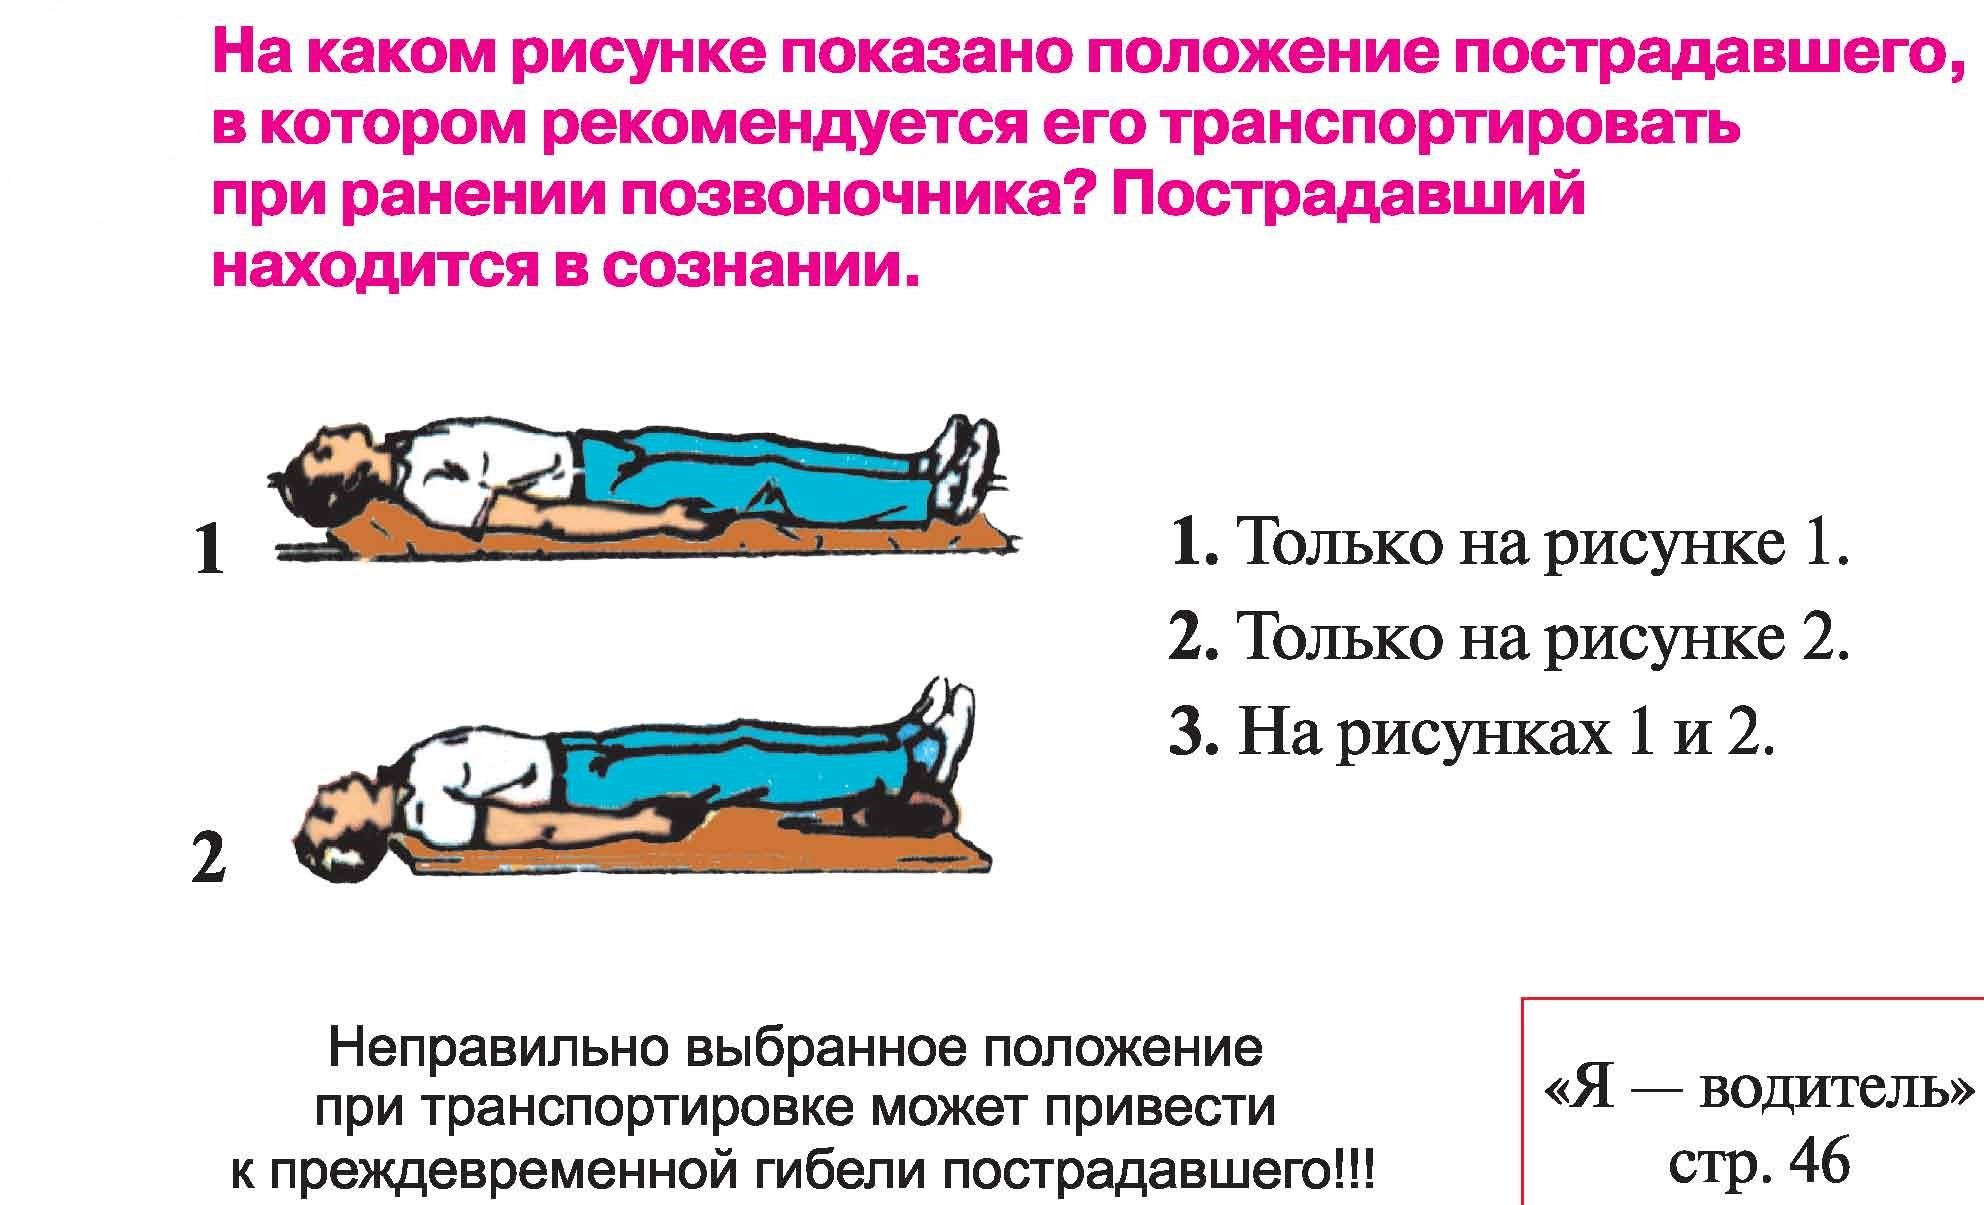 На каком рисунке показано положение пострадавшего,
в котором рекомендуется его транспортировать
при ранении позвоночника? Пострадавший
находится в сознании.
1
1. Только на рисунке 1.
2. Только на рисунке 2.
3. На рисунках 1 и 2.
2
Неправильно выбранное положение
при транспортировке может привести
к преждевременной гибели пострадавшего!!!
«Я — водитель»
стр. 46